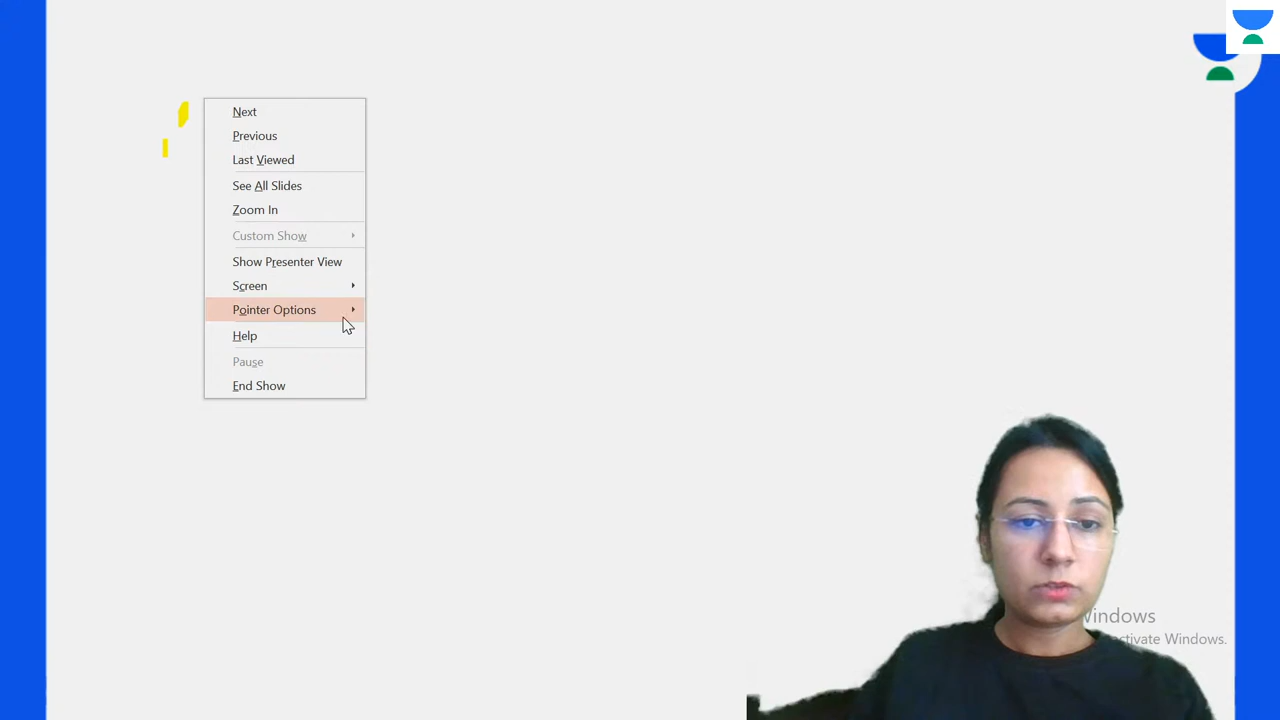 Next
Previous
Last Viewed
See All Slides
Zoom In
Custom Show
Show Presenter View
Screen
Pointer Options
Help
Pause
End Show
Windows
activate Windows.